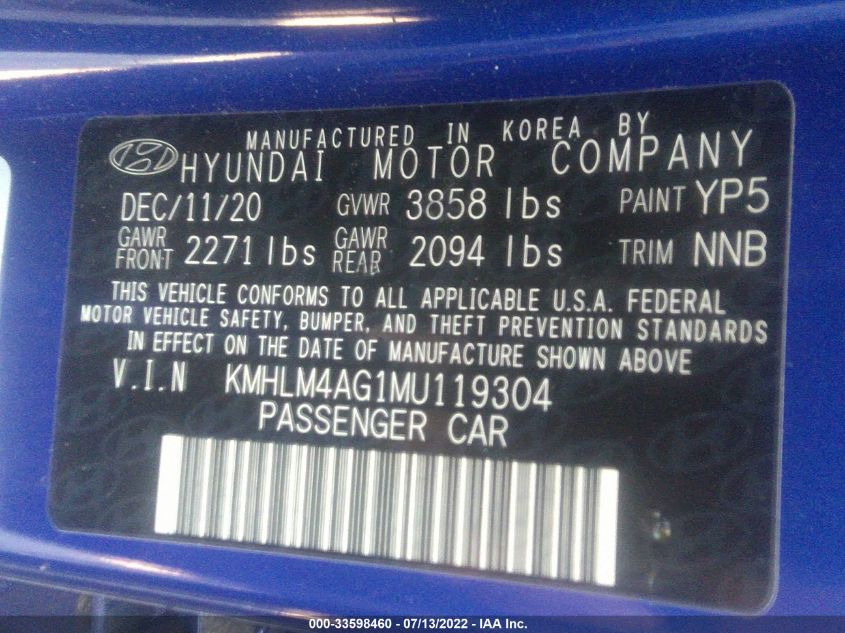 MANUFACTURED IN KOREA BY
HYUNDAI MOTOR COMPANY
DEC/11/20 GVWR 3858 lbs PAINT YP5
GAWR FRONT 2271 lbs GAWR REAR 2094 lbs TRIM NNB
THIS VEHICLE CONFORMS TO ALL APPLICABLE U.S.A. FEDERAL
MOTOR VEHICLE SAFETY, BUMPER, AND THEFT PREVENTION STANDARDS
IN EFFECT ON THE DATE OF MANUFACTURE SHOWN ABOVE
V.I.N KMHLM4AG1MU119304
PASSENGER CAR
000-33598460 - 07/13/2022 - IAA Inc.